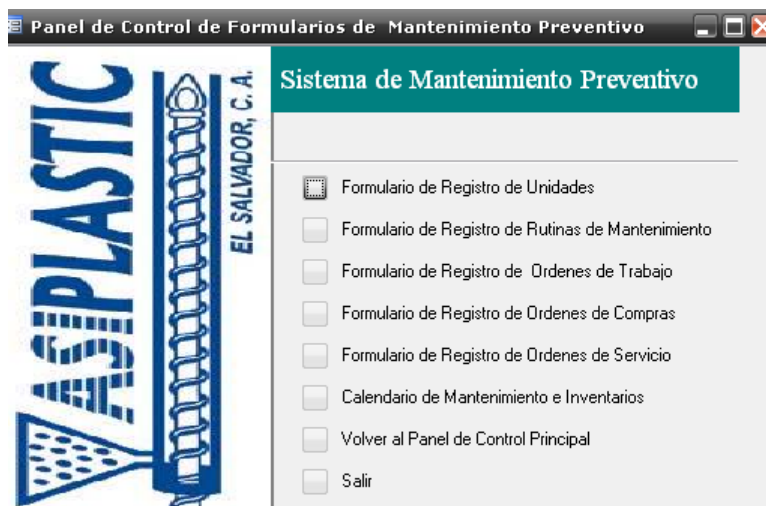 Panel de Control de Formularios de Mantenimiento Preventivo
VASIPLASTIC
EL SALVADOR, C. A.
Sistema de Mantenimiento Preventivo
Formulario de Registro de Unidades
Formulario de Registro de Rutinas de Mantenimiento
Formulario de Registro de Ordenes de Trabajo
Formulario de Registro de Ordenes de Compras
Formulario de Registro de Ordenes de Servicio
Calendario de Mantenimiento e Inventarios
Volver al Panel de Control Principal
Salir